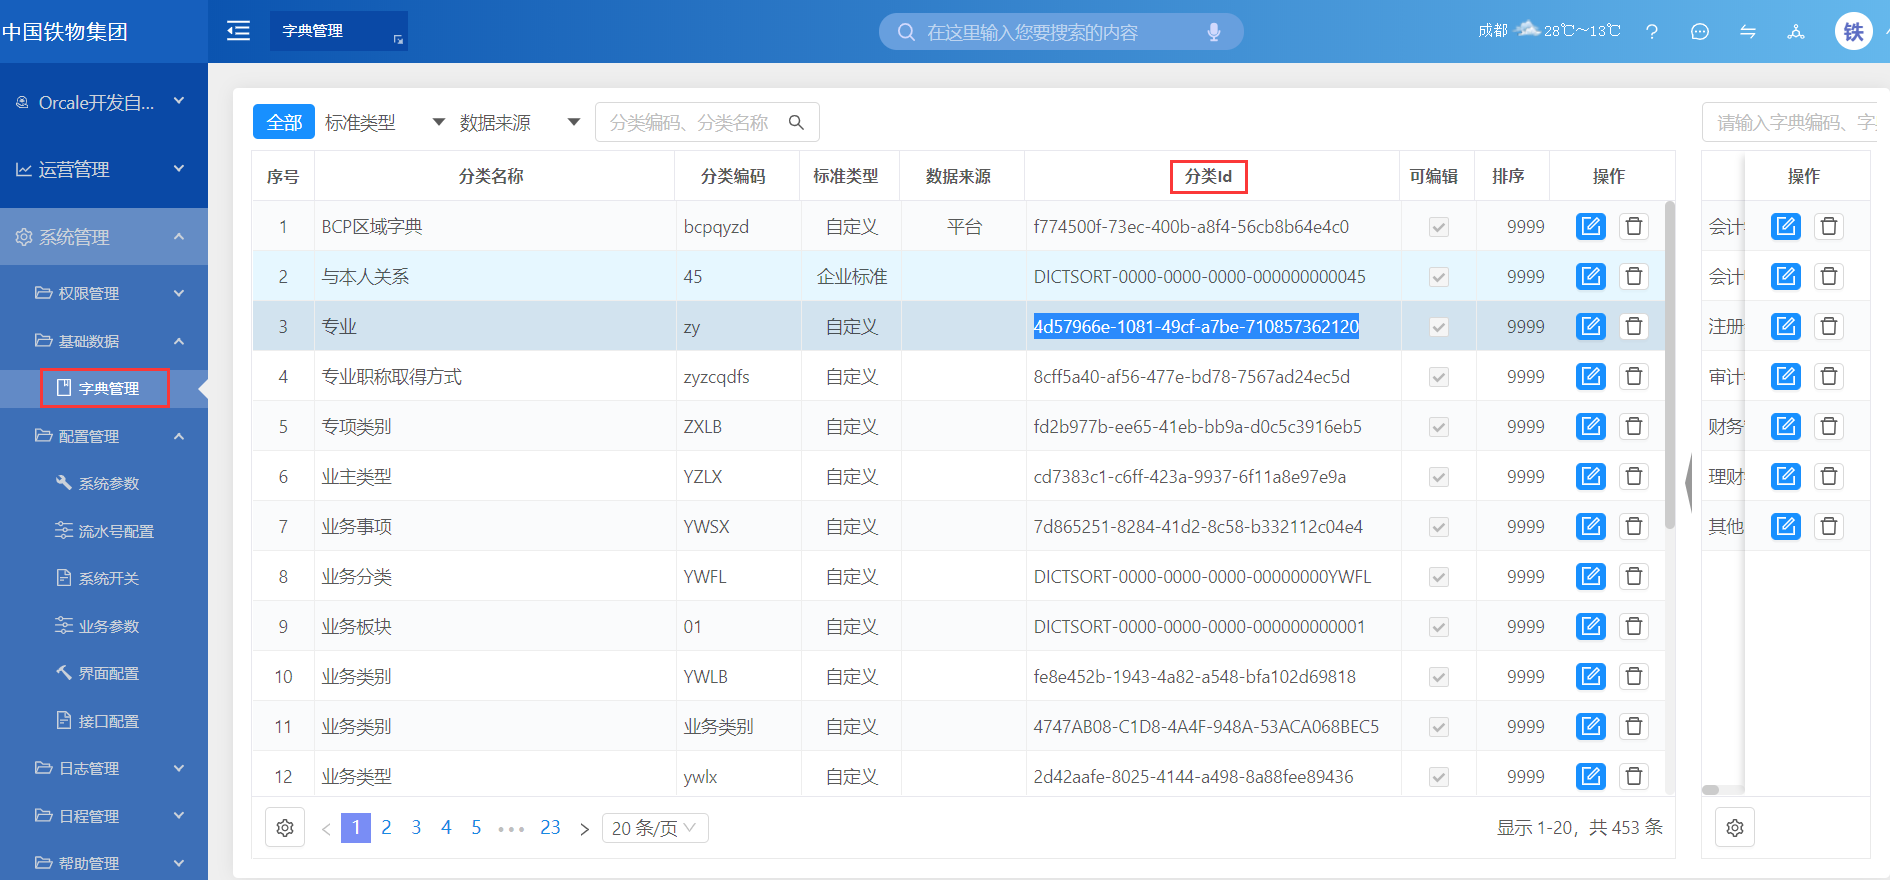 中国铁物集团
字典管理
在这里输入您要搜索的内容
成都 28℃~13℃
铁
Orcale开发自...
运营管理
系统管理
权限管理
基础数据
字典管理
配置管理
系统参数
流水号配置
系统开关
业务参数
界面配置
接口配置
日志管理
日程管理
帮助管理
全部 标准类型 数据来源 分类编码、分类名称
序号 分类名称 分类编码 标准类型 数据来源 分类Id 可编辑 排序 操作
1 BCP区域字典 bcpqyzd 自定义 平台 f774500f-73ec-400b-a8f4-56cb8b64e4c0 9999
2 与本人关系 45 企业标准 DICTSORT-0000-0000-0000-000000000045 9999
3 专业 zy 自定义 4d57966e-1081-49cf-a7be-710857362120 9999
4 专业职称取得方式 zyzcqdfs 自定义 8cff5a40-af56-477e-bd78-7567ad24ec5d 9999
5 专项类别 ZXLB 自定义 fd2b977b-ee65-41eb-bb9a-d0c5c3916eb5 9999
6 业主类型 YZLX 自定义 cd7383c1-c6ff-423a-9937-6f11a8e97e9a 9999
7 业务事项 YWSX 自定义 7d865251-8284-41d2-8c58-b332112c04e4 9999
8 业务分类 YWFL 自定义 DICTSORT-0000-0000-0000-00000000YWFL 9999
9 业务板块 01 自定义 DICTSORT-0000-0000-0000-000000000001 9999
10 业务类别 YWLB 自定义 fe8e452b-1943-4a82-a548-bfa102d69818 9999
11 业务类别 业务类别 自定义 4747AB08-C1D8-4A4F-948A-53ACA068BEC5 9999
12 业务类型 ywlx 自定义 2d42aafe-8025-4144-a498-8a88fee89436 9999
< 1 2 3 4 5 ••• 23 > 20 条/页
显示 1-20，共 453 条
请输入字典编码、字
操作
会计
会计
注册
审计
财务
理财
其他